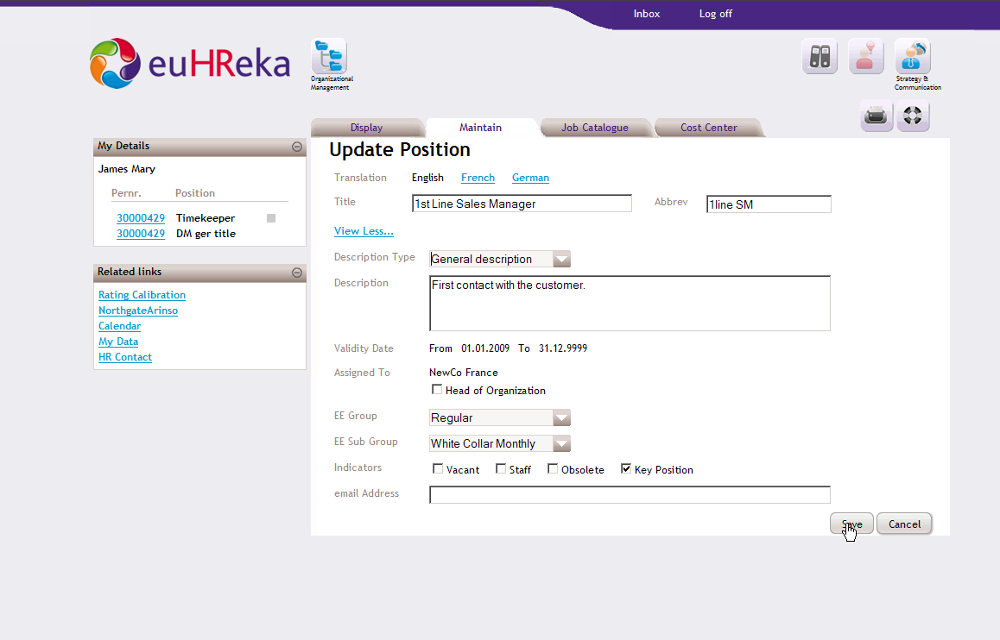 Inbox Log off
euHReka
Organizational
Management
Strategy &
Communication
Display Maintain Job Catalogue Cost Center
My Details
James Mary
Pernr. Position
30000429 Timekeeper
30000429 DM ger title
Related links
Rating Calibration
NorthgateArinso
Calendar
My Data
HR Contact
Update Position
Translation English French German
Title 1st Line Sales Manager Abbrev 1line SM
View Less...
Description Type General description
Description First contact with the customer.
Validity Date From 01.01.2009 To 31.12.9999
Assigned To NewCo France
Head of Organization
EE Group Regular
EE Sub Group White Collar Monthly
Indicators Vacant Staff Obsolete Key Position
email Address
Save Cancel